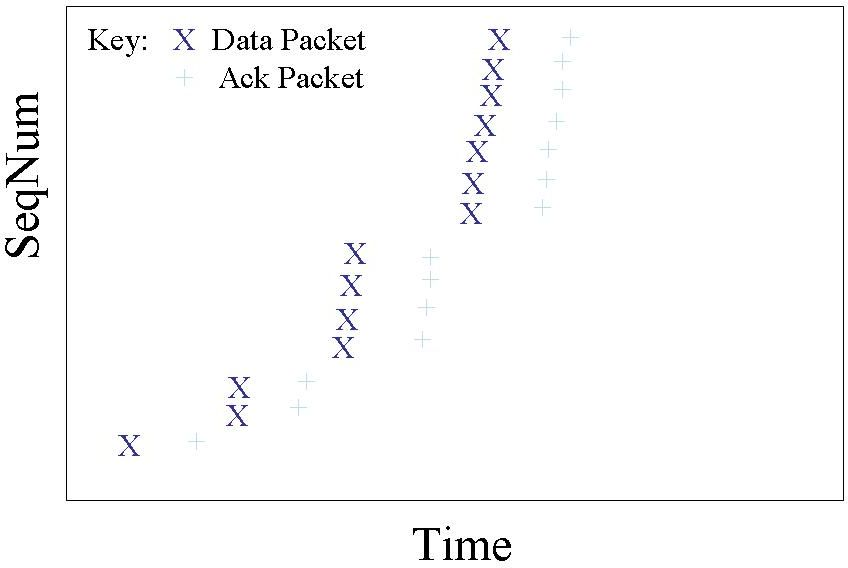 Key: X Data Packet
+ Ack Packet
SeqNum
Time